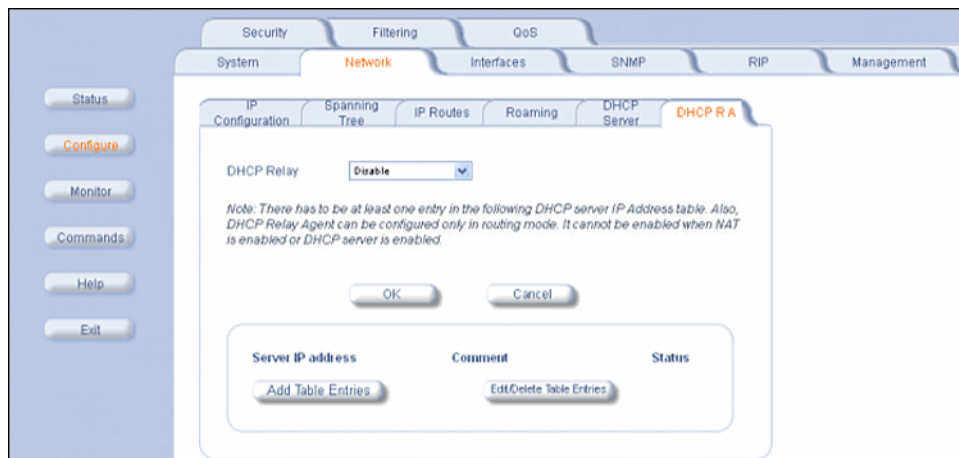 Security Filtering QoS
System Network Interfaces SNMP RIP Management
Status
Configure
Monitor
Commands
Help
Exit
IP Configuration Spanning Tree IP Routes Roaming DHCP Server DHCP R A
DHCP Relay Disable
Note: There has to be at least one entry in the following DHCP server IP Address table. Also,
DHCP Relay Agent can be configured only in routing mode. It cannot be enabled when NAT
is enabled or DHCP server is enabled.
OK Cancel
Server IP address Comment Status
Add Table Entries Edit/Delete Table Entries